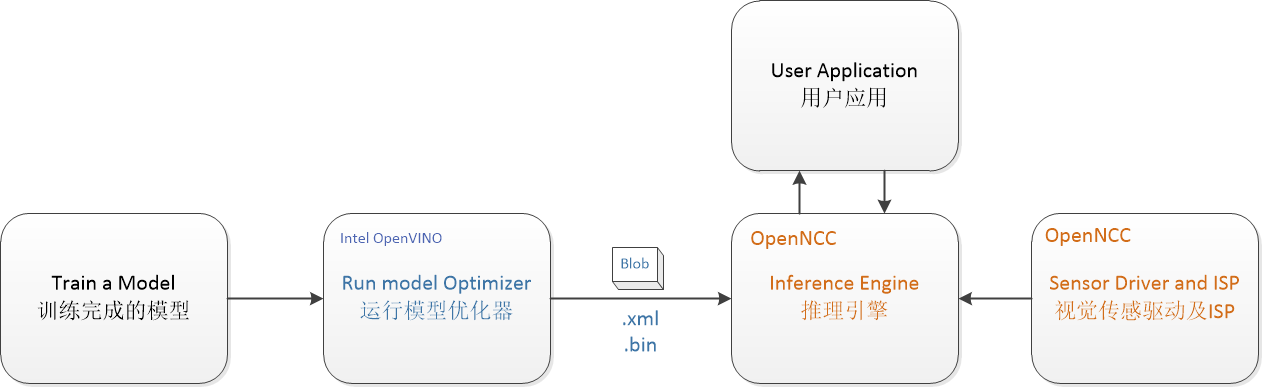 User Application
用户应用
Train a Model
训练完成的模型
Intel OpenVINO
Run model Optimizer
运行模型优化器
Blob
.xml
.bin
OpenNCC
Inference Engine
推理引擎
OpenNCC
Sensor Driver and ISP
视觉传感驱动及ISP